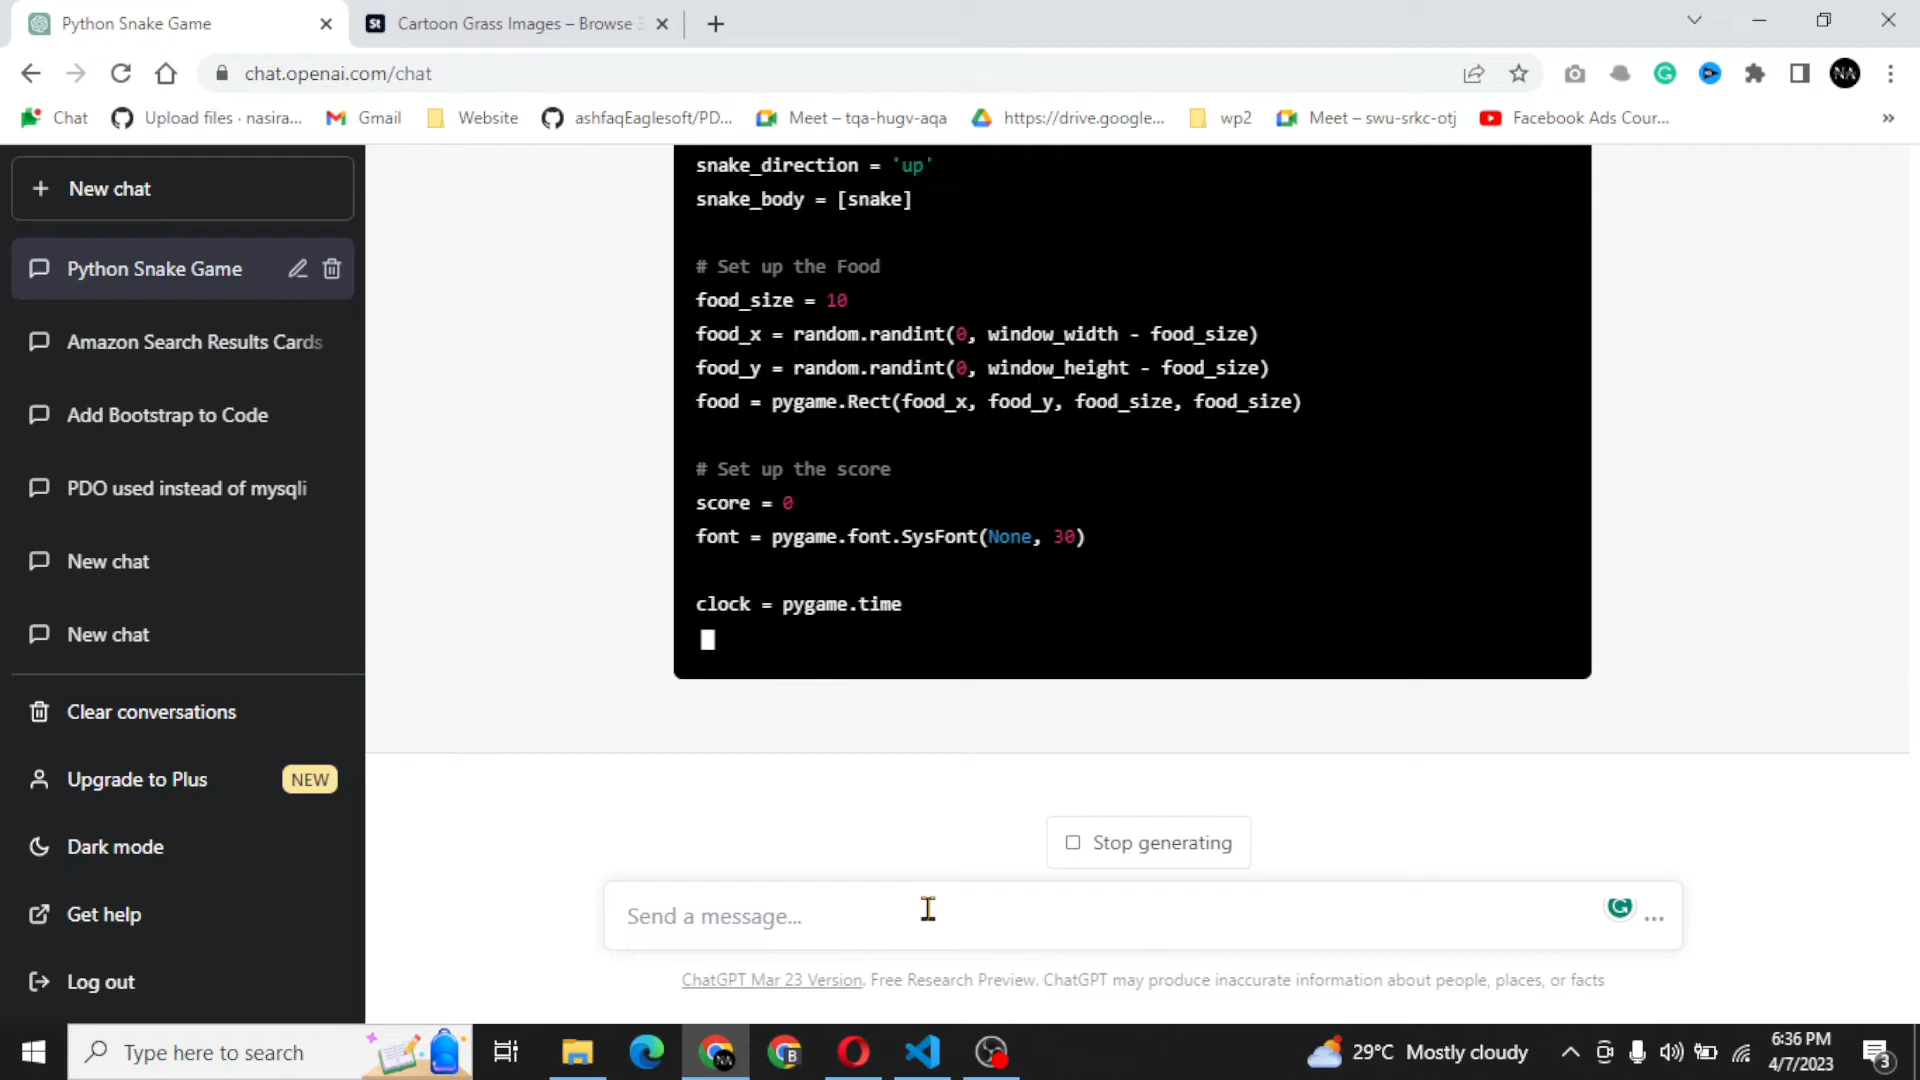 Python Snake Game
St Cartoon Grass Images – Browse
chat.openai.com/chat
NA
Chat
Upload files · nasira...
Gmail
Website
ashfaqEaglesoft/PD...
Meet – tqa-hugv-aqa
https://drive.google...
wp2
Meet – swu-srkc-otj
Facebook Ads Cour...
»
New chat
Python Snake Game
Amazon Search Results Cards
Add Bootstrap to Code
PDO used instead of mysqli
New chat
New chat
Clear conversations
Upgrade to Plus NEW
Dark mode
Get help
Log out
snake_direction = 'up'
snake_body = [snake]
# Set up the Food
food_size = 10
food_x = random.randint(0, window_width - food_size)
food_y = random.randint(0, window_height - food_size)
food = pygame.Rect(food_x, food_y, food_size, food_size)
# Set up the score
score = 0
font = pygame.font.SysFont(None, 30)
clock = pygame.time
Stop generating
Send a message...
ChatGPT Mar 23 Version. Free Research Preview. ChatGPT may produce inaccurate information about people, places, or facts
Type here to search
NA
B
29°C Mostly cloudy
6:36 PM
4/7/2023
3